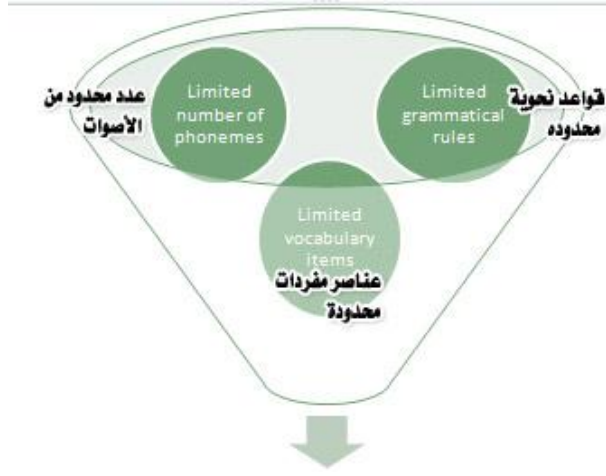 عدد محدود من
الأصوات
Limited
number of
phonemes
Limited
grammatical
rules
قواعد نحوية
محدوده
Limited
vocabulary
items
عناصر مفردات
محدودة